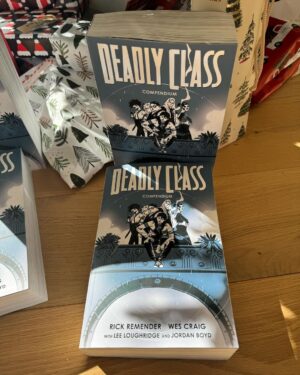 DEADLY CLASS
COMPENDIUM
DEADLY CLASS
COMPENDIUM
RICK REMENDER WES CRAIG
WITH LEE LOUGHRIDGE AND JORDAN BOYD